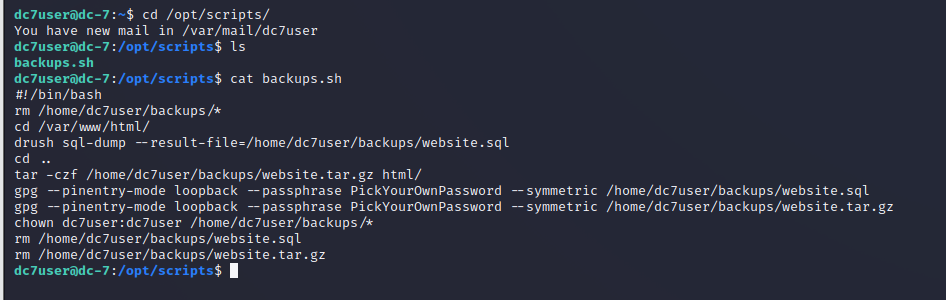 dc7user@dc-7:~$ cd /opt/scripts/
You have new mail in /var/mail/dc7user
dc7user@dc-7:/opt/scripts$ ls
backups.sh
dc7user@dc-7:/opt/scripts$ cat backups.sh
#!/bin/bash
rm /home/dc7user/backups/*
cd /var/www/html/
drush sql-dump --result-file=/home/dc7user/backups/website.sql
cd ..
tar -czf /home/dc7user/backups/website.tar.gz html/
gpg --pinentry-mode loopback --passphrase PickYourOwnPassword --symmetric /home/dc7user/backups/website.sql
gpg --pinentry-mode loopback --passphrase PickYourOwnPassword --symmetric /home/dc7user/backups/website.tar.gz
chown dc7user:dc7user /home/dc7user/backups/*
rm /home/dc7user/backups/website.sql
rm /home/dc7user/backups/website.tar.gz
dc7user@dc-7:/opt/scripts$